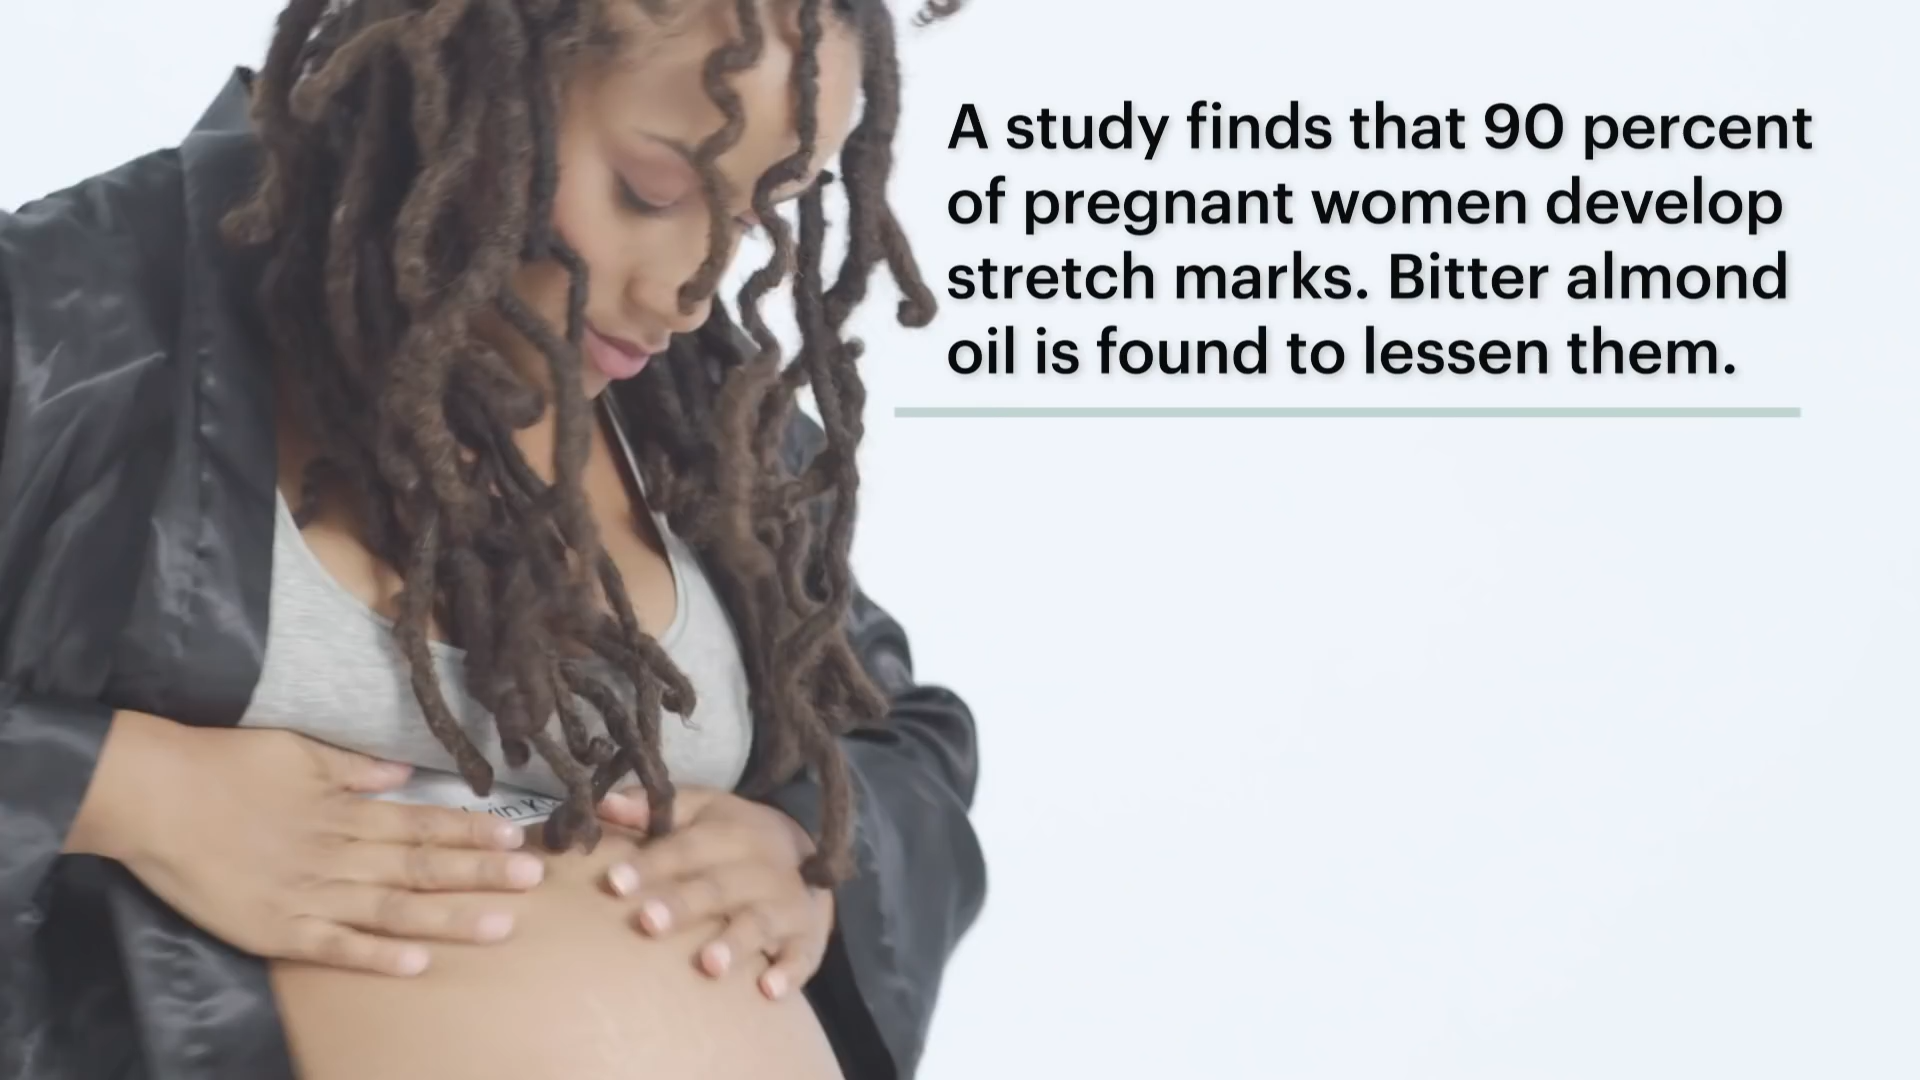 A study finds that 90 percent
of pregnant women develop
stretch marks. Bitter almond
oil is found to lessen them.